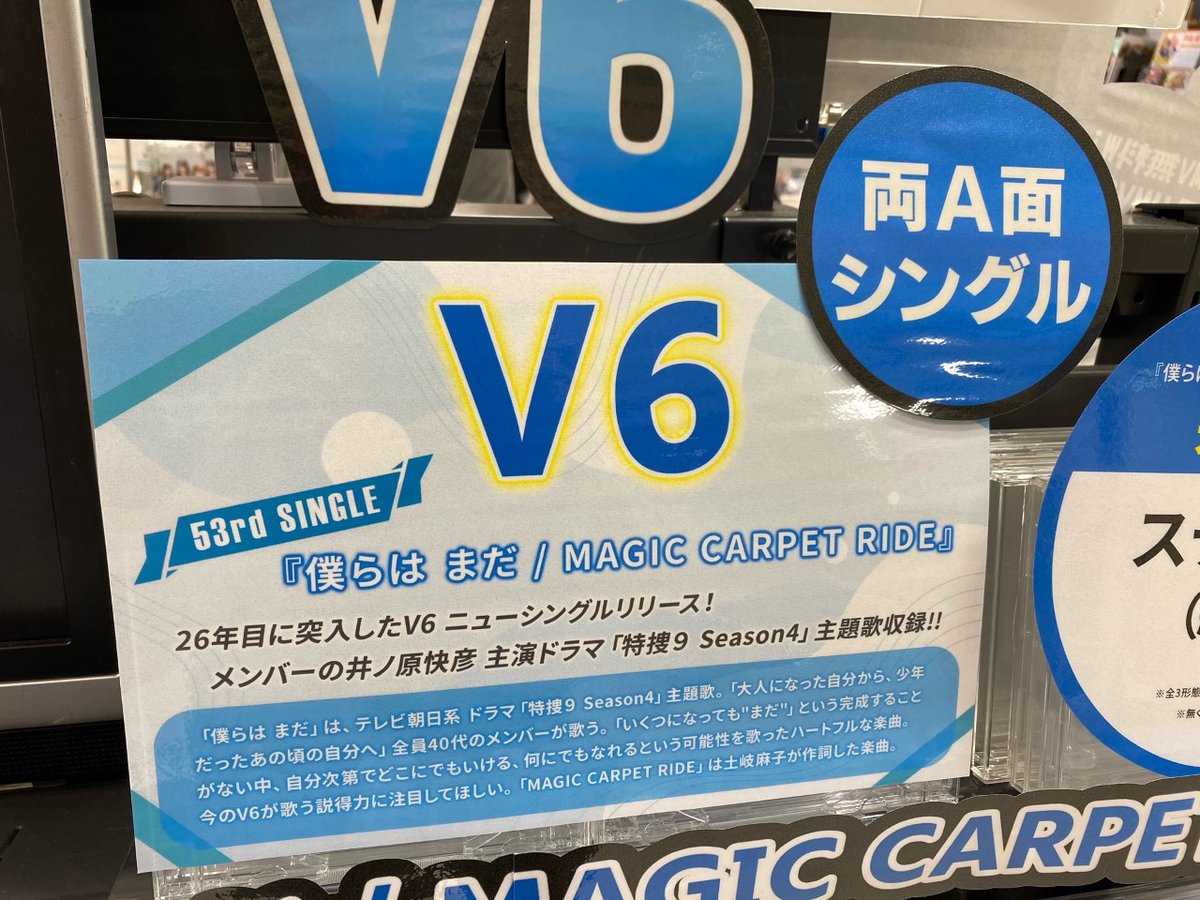 V6
両A面
シングル
V6
53rd SINGLE
『僕らは まだ / MAGIC CARPET RIDE』
26年目に突入したV6 ニューシングルリリース！
メンバーの井ノ原快彦 主演ドラマ「特捜９ Season4」主題歌収録!!
「僕らは まだ」は、テレビ朝日系 ドラマ「特捜９ Season4」主題歌。「大人になった自分から、少年
だったあの頃の自分へ」全員40代のメンバーが歌う。「いくつになっても"まだ"」という完成すること
がない中、自分次第でどこにでもいける、何にでもなれるという可能性を歌ったハートフルな楽曲。
今のV6が歌う説得力に注目してほしい。「MAGIC CARPET RIDE」は土岐麻子が作詞した楽曲。
『僕らは
ス
※全3形態
※無く
/ MAGIC CARPE